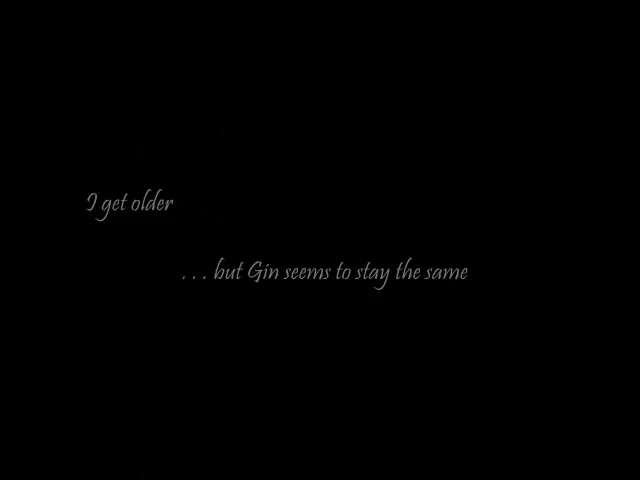 I get older
. . . but Gin seems to stay the same